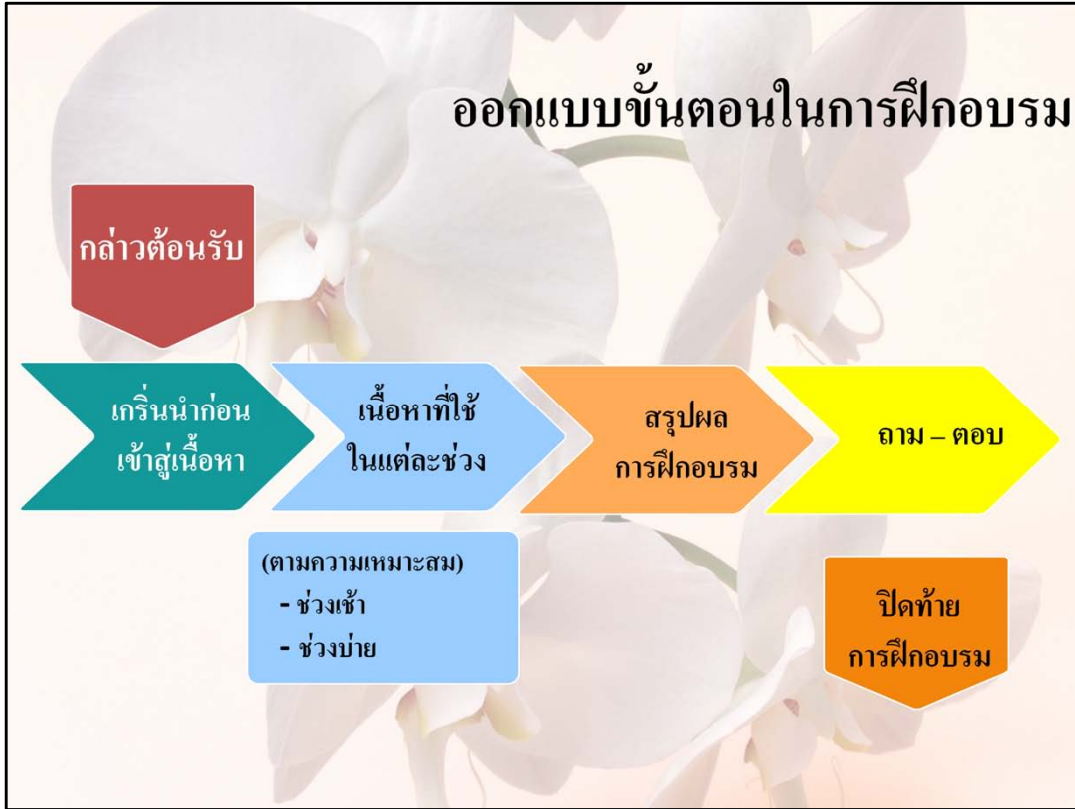 ออกแบบขั้นตอนในการฝึกอบรม
กล่าวต้อนรับ
เกริ่นนำก่อน
เข้าสู่เนื้อหา
เนื้อหาที่ใช้
ในแต่ละช่วง
(ตามความเหมาะสม)
- ช่วงเช้า
- ช่วงบ่าย
สรุปผล
การฝึกอบรม
ถาม – ตอบ
ปิดท้าย
การฝึกอบรม